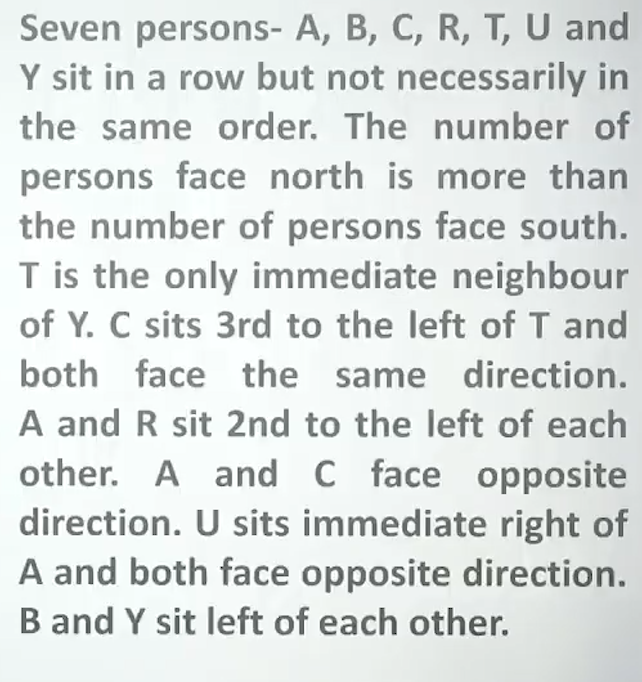 Seven persons- A, B, C, R, T, U and
Y sit in a row but not necessarily in
the same order. The number of
persons face north is more than
the number of persons face south.
T is the only immediate neighbour
of Y. C sits 3rd to the left of T and
both face the same direction.
A and R sit 2nd to the left of each
other. A and C face opposite
direction. U sits immediate right of
A and both face opposite direction.
B and Y sit left of each other.